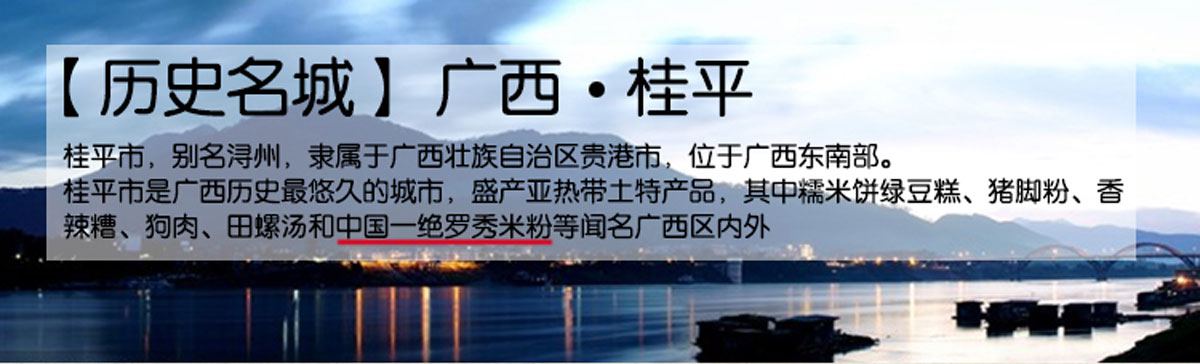 【历史名城】广西·桂平
桂平市，别名浔州，隶属于广西壮族自治区贵港市，位于广西东南部。
桂平市是广西历史最悠久的城市，盛产亚热带土特产品，其中糯米饼绿豆糕、猪脚粉、香
辣糟、狗肉、田螺汤和中国一绝罗秀米粉等闻名广西区内外